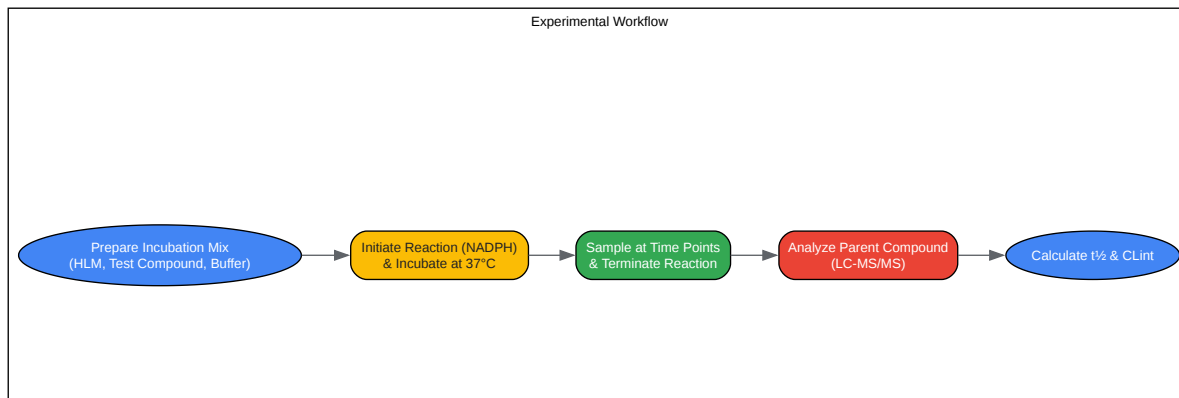 Experimental Workflow
Prepare Incubation Mix
(HLM, Test Compound, Buffer)
Initiate Reaction (NADPH)
& Incubate at 37°C
Sample at Time Points
& Terminate Reaction
Analyze Parent Compound
(LC-MS/MS)
Calculate t½ & CLint